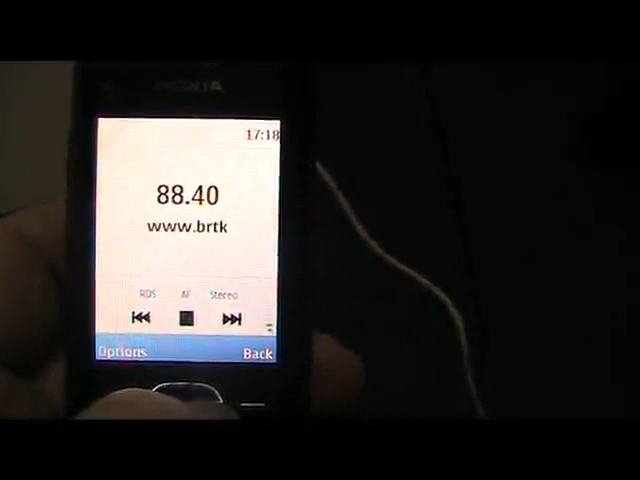 NOKIA
17:18
88.40
www.brtk
RDS AF Stereo
Options Back